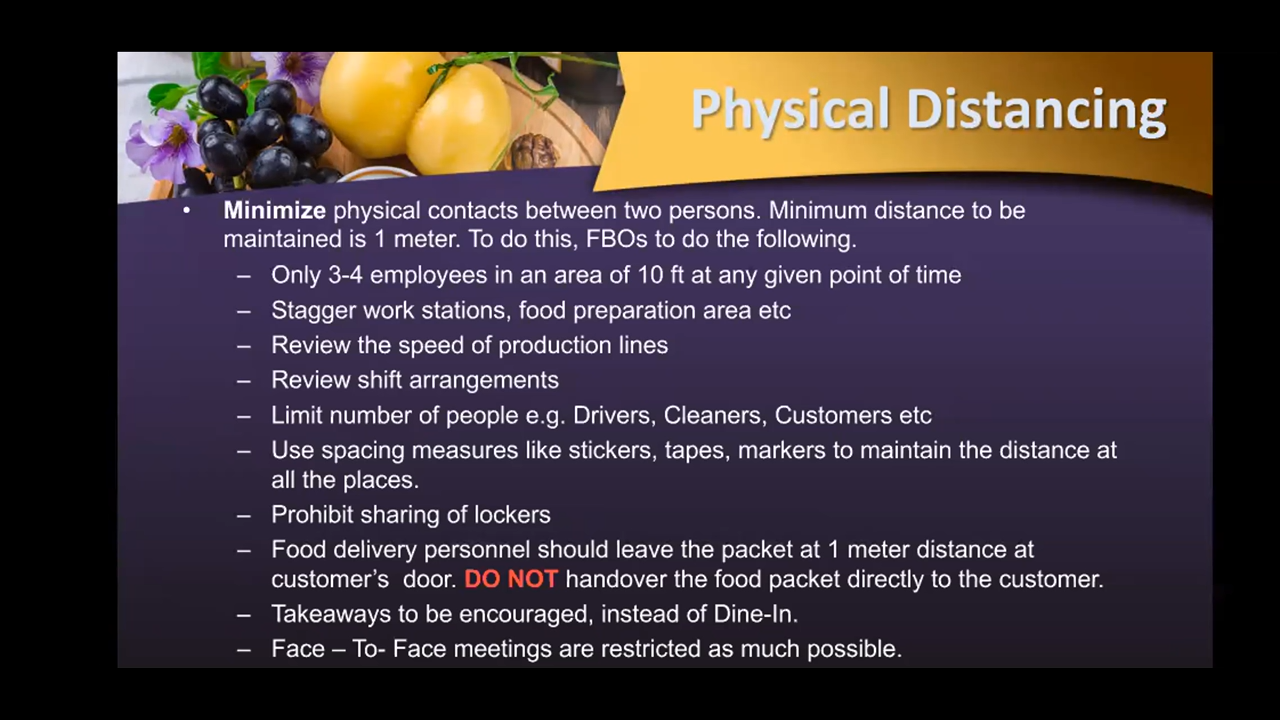 Physical Distancing
• Minimize physical contacts between two persons. Minimum distance to be
maintained is 1 meter. To do this, FBOs to do the following.
– Only 3-4 employees in an area of 10 ft at any given point of time
– Stagger work stations, food preparation area etc
– Review the speed of production lines
– Review shift arrangements
– Limit number of people e.g. Drivers, Cleaners, Customers etc
– Use spacing measures like stickers, tapes, markers to maintain the distance at
all the places.
– Prohibit sharing of lockers
– Food delivery personnel should leave the packet at 1 meter distance at
customer’s door. DO NOT handover the food packet directly to the customer.
– Takeaways to be encouraged, instead of Dine-In.
– Face – To- Face meetings are restricted as much possible.